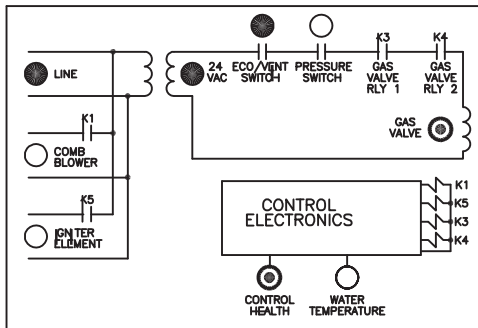 K3
K4
24
VAC
ECO/VENT
SWITCH
PRESSURE
SWITCH
GAS
VALVE
RLY 1
GAS
VALVE
RLY 2
LINE
K1
COMB
BLOWER
GAS
VALVE
K5
IGNITER
ELEMENT
CONTROL
ELECTRONICS
K1
K5
K3
K4
CONTROL
HEALTH
WATER
TEMPERATURE